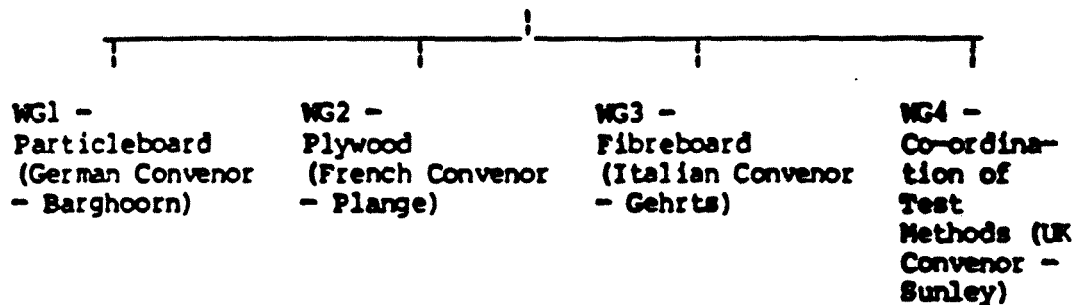 WG1 -
Particleboard
(German Convenor
- Barghoorn)
WG2 -
Plywood
(French Convenor
- Plange)
WG3 -
Fibreboard
(Italian Convenor
- Gehrts)
WG4 -
Co-ordina-
tion of
Test
Methods (UK
Convenor -
Sunley)